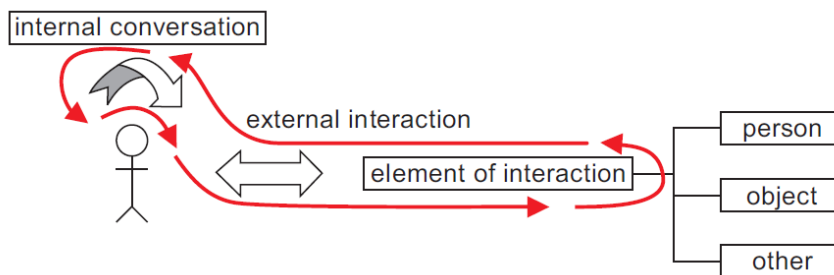 internal conversation
external interaction
person
element of interaction
object
other